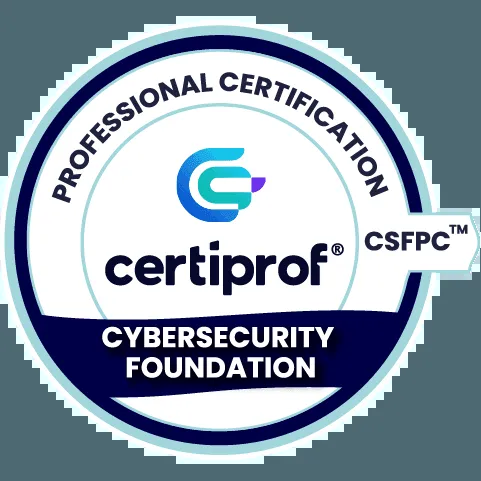 PROFESSIONAL CERTIFICATION
certiprof®
CSFPC™
CYBERSECURITY
FOUNDATION